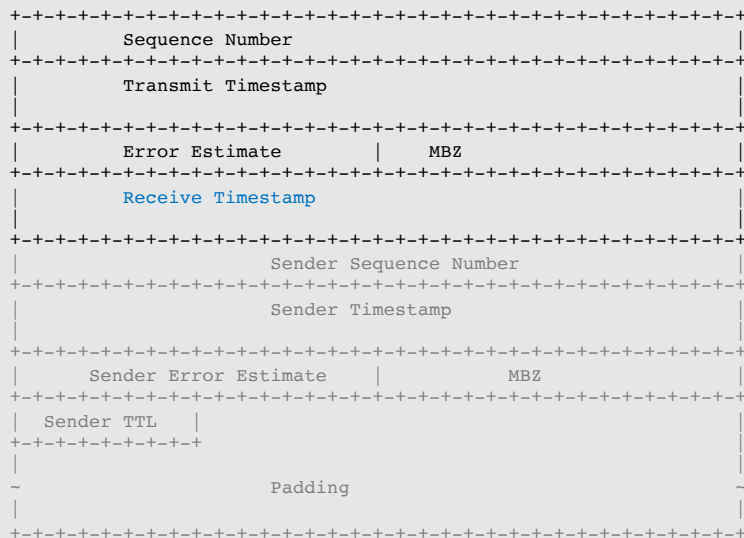 +-+-+-+-+-+-+-+-+-+-+-+-+-+-+-+-+-+-+-+-+-+-+-+-+-+-+-+-+-+-+-+-+
| Sequence Number |
+-+-+-+-+-+-+-+-+-+-+-+-+-+-+-+-+-+-+-+-+-+-+-+-+-+-+-+-+-+-+-+-+
| Transmit Timestamp |
| |
+-+-+-+-+-+-+-+-+-+-+-+-+-+-+-+-+-+-+-+-+-+-+-+-+-+-+-+-+-+-+-+-+
| Error Estimate | MBZ |
+-+-+-+-+-+-+-+-+-+-+-+-+-+-+-+-+-+-+-+-+-+-+-+-+-+-+-+-+-+-+-+-+
| Receive Timestamp |
| |
+-+-+-+-+-+-+-+-+-+-+-+-+-+-+-+-+-+-+-+-+-+-+-+-+-+-+-+-+-+-+-+-+
| Sender Sequence Number |
+-+-+-+-+-+-+-+-+-+-+-+-+-+-+-+-+-+-+-+-+-+-+-+-+-+-+-+-+-+-+-+-+
| Sender Timestamp |
| |
+-+-+-+-+-+-+-+-+-+-+-+-+-+-+-+-+-+-+-+-+-+-+-+-+-+-+-+-+-+-+-+-+
| Sender Error Estimate | MBZ |
+-+-+-+-+-+-+-+-+-+-+-+-+-+-+-+-+-+-+-+-+-+-+-+-+-+-+-+-+-+-+-+-+
| Sender TTL | |
+-+-+-+-+-+-+-+-+ |
| |
~ Padding ~
| |
+-+-+-+-+-+-+-+-+-+-+-+-+-+-+-+-+-+-+-+-+-+-+-+-+-+-+-+-+-+-+-+-+